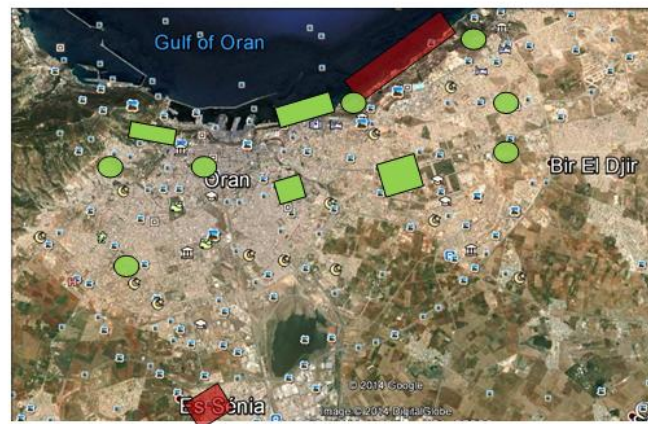 Gulf of Oran
Oran
Bir El Djir
Es Sénia
© 2014 Google
Image © 2014 DigitalGlobe